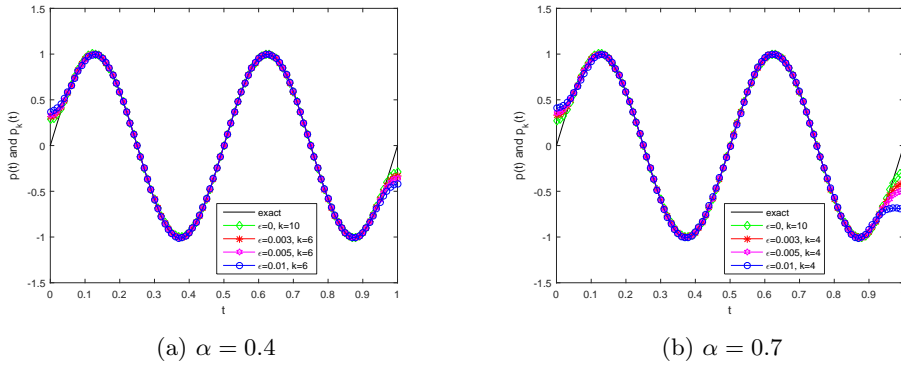 1.5
1
0.5
0
-0.5
-1
-1.5
p(t) and p_k(t)
exact
ϵ=0, k=10
ϵ=0.003, k=6
ϵ=0.005, k=6
ϵ=0.01, k=6
0 0.1 0.2 0.3 0.4 0.5 0.6 0.7 0.8 0.9 1
t
(a) α = 0.4
1.5
1
0.5
0
-0.5
-1
-1.5
p(t) and p_k(t)
exact
ϵ=0, k=10
ϵ=0.003, k=4
ϵ=0.005, k=4
ϵ=0.01, k=4
0 0.1 0.2 0.3 0.4 0.5 0.6 0.7 0.8 0.9
t
(b) α = 0.7